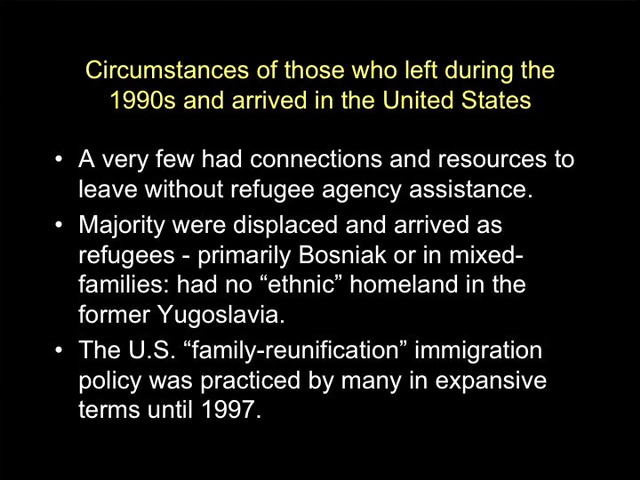 Circumstances of those who left during the
1990s and arrived in the United States
• A very few had connections and resources to
leave without refugee agency assistance.
• Majority were displaced and arrived as
refugees - primarily Bosniak or in mixed-
families: had no “ethnic” homeland in the
former Yugoslavia.
• The U.S. “family-reunification” immigration
policy was practiced by many in expansive
terms until 1997.